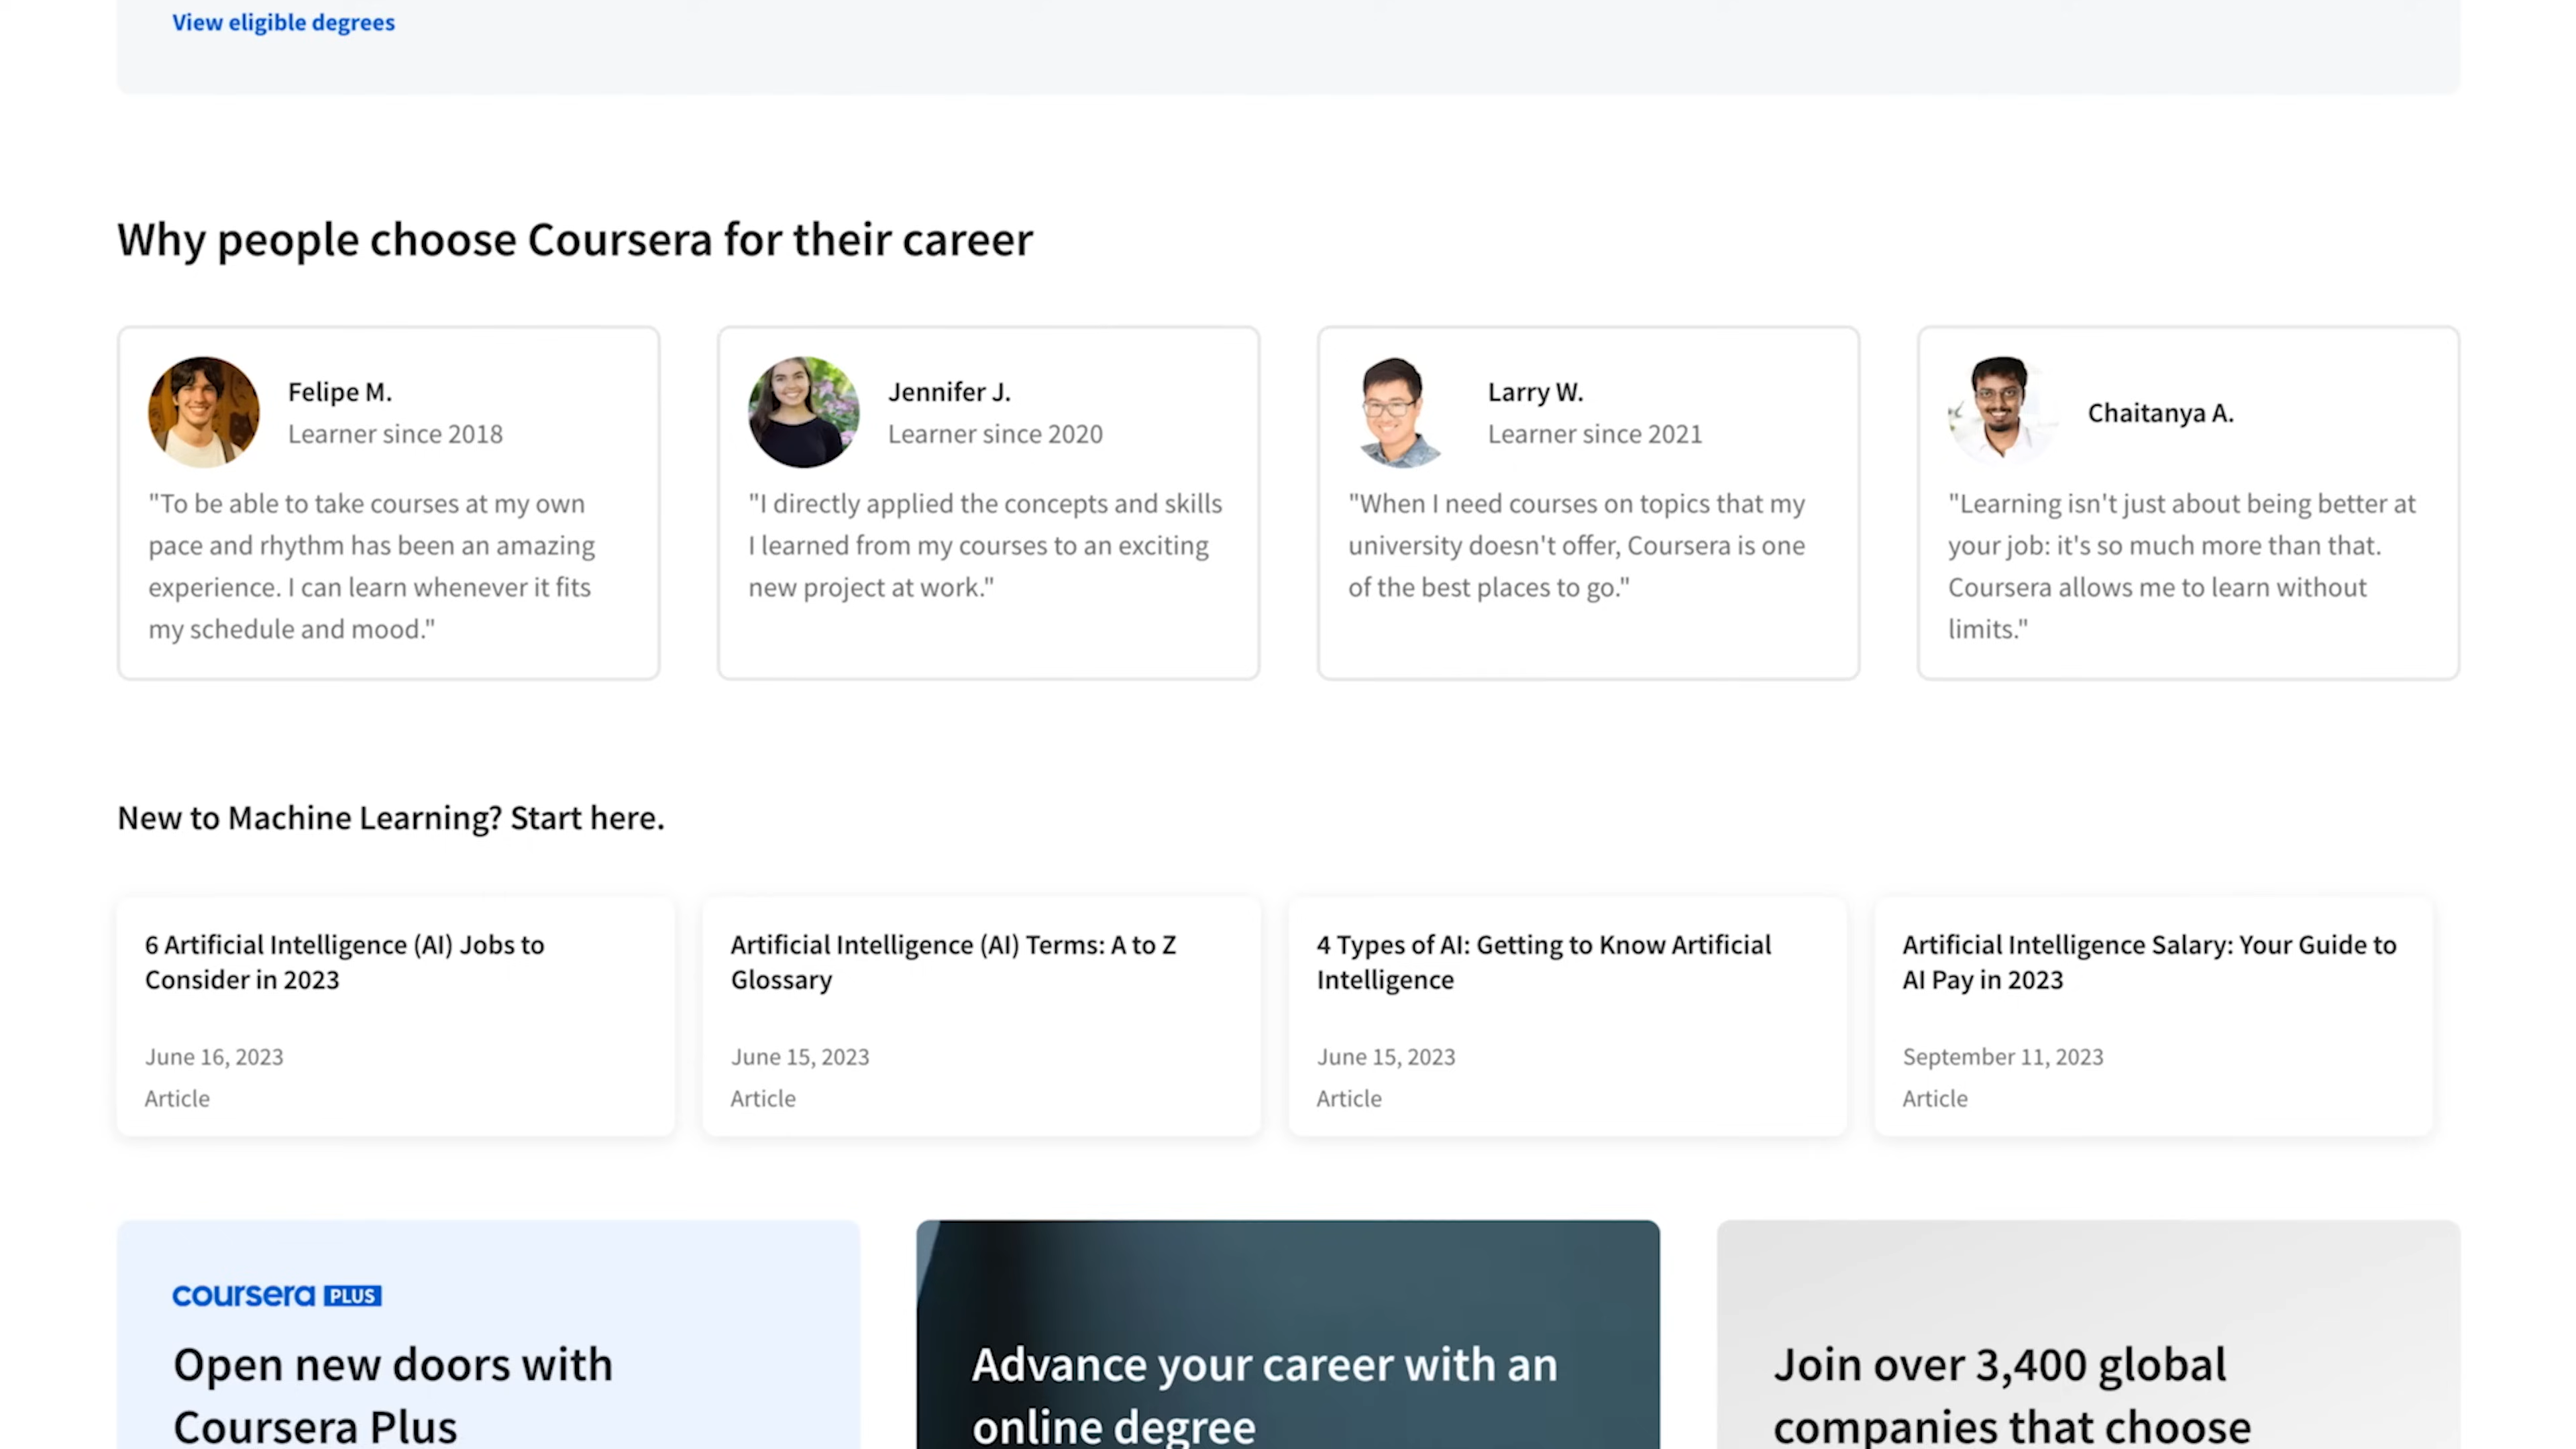 View eligible degrees
Why people choose Coursera for their career
Felipe M.
Learner since 2018
"To be able to take courses at my own
pace and rhythm has been an amazing
experience. I can learn whenever it fits
my schedule and mood."
Jennifer J.
Learner since 2020
"I directly applied the concepts and skills
I learned from my courses to an exciting
new project at work."
Larry W.
Learner since 2021
"When I need courses on topics that my
university doesn't offer, Coursera is one
of the best places to go."
Chaitanya A.
"Learning isn't just about being better at
your job: it's so much more than that.
Coursera allows me to learn without
limits."
New to Machine Learning? Start here.
6 Artificial Intelligence (AI) Jobs to
Consider in 2023
June 16, 2023
Article
Artificial Intelligence (AI) Terms: A to Z
Glossary
June 15, 2023
Article
4 Types of AI: Getting to Know Artificial
Intelligence
June 15, 2023
Article
Artificial Intelligence Salary: Your Guide to
AI Pay in 2023
September 11, 2023
Article
coursera PLUS
Open new doors with
Coursera Plus
Advance your career with an
online degree
Join over 3,400 global
companies that choose